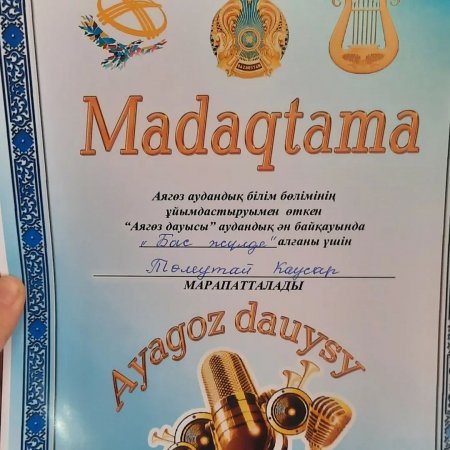 Madaqtama
Аягөз аудандық білім бөлімінің
ұйымдастыруымен өткен
“Аягөз дауысы” аудандық ән байқауында
„Бас жүлде“ алғаны үшін
Төлеутай Каусар
МАРАПАТТАЛАДЫ
Ayagoz dauysy